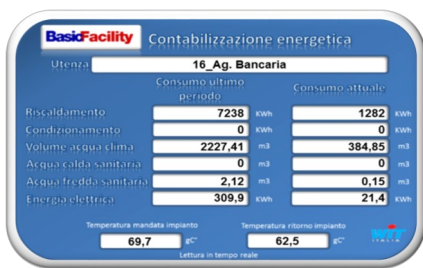 BasicFacility Contabilizzazione energetica
Utenza 16_Ag. Bancaria
Consumo ultimo periodo Consumo attuale
Riscaldamento 7238 KWh 1282 KWh
Condizionamento 0 KWh 0 KWh
Volume acqua clima 2227,41 m3 384,85 m3
Acqua calda sanitaria 0 m3 0 m3
Acqua fredda sanitaria 2,12 m3 0,15 m3
Energia elettrica 309,9 KWh 21,4 KWh
Temperatura mandata impianto Temperatura ritorno impianto
69,7 gC° 62,5 gC°
Lettura in tempo reale
ITALIA